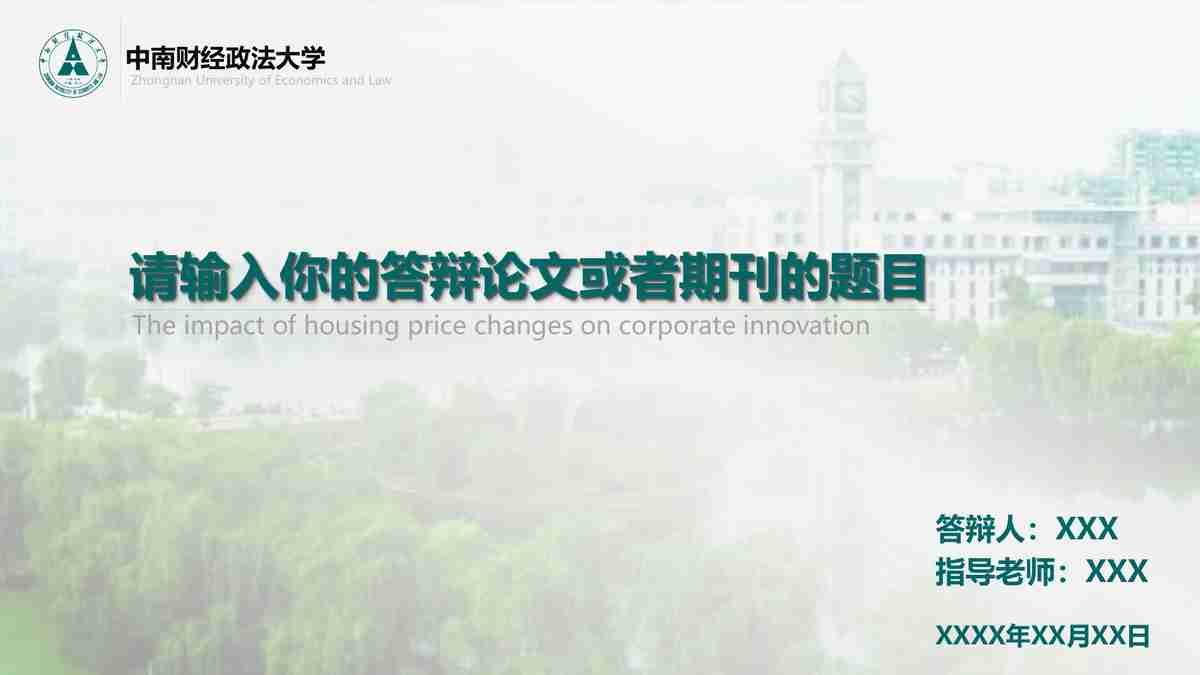 中南财经政法大学
Zhongnan University of Economics and Law
请输入你的答辩论文或者期刊的题目
The impact of housing price changes on corporate innovation
答辩人：XXX
指导老师：XXX
XXXX年XX月XX日